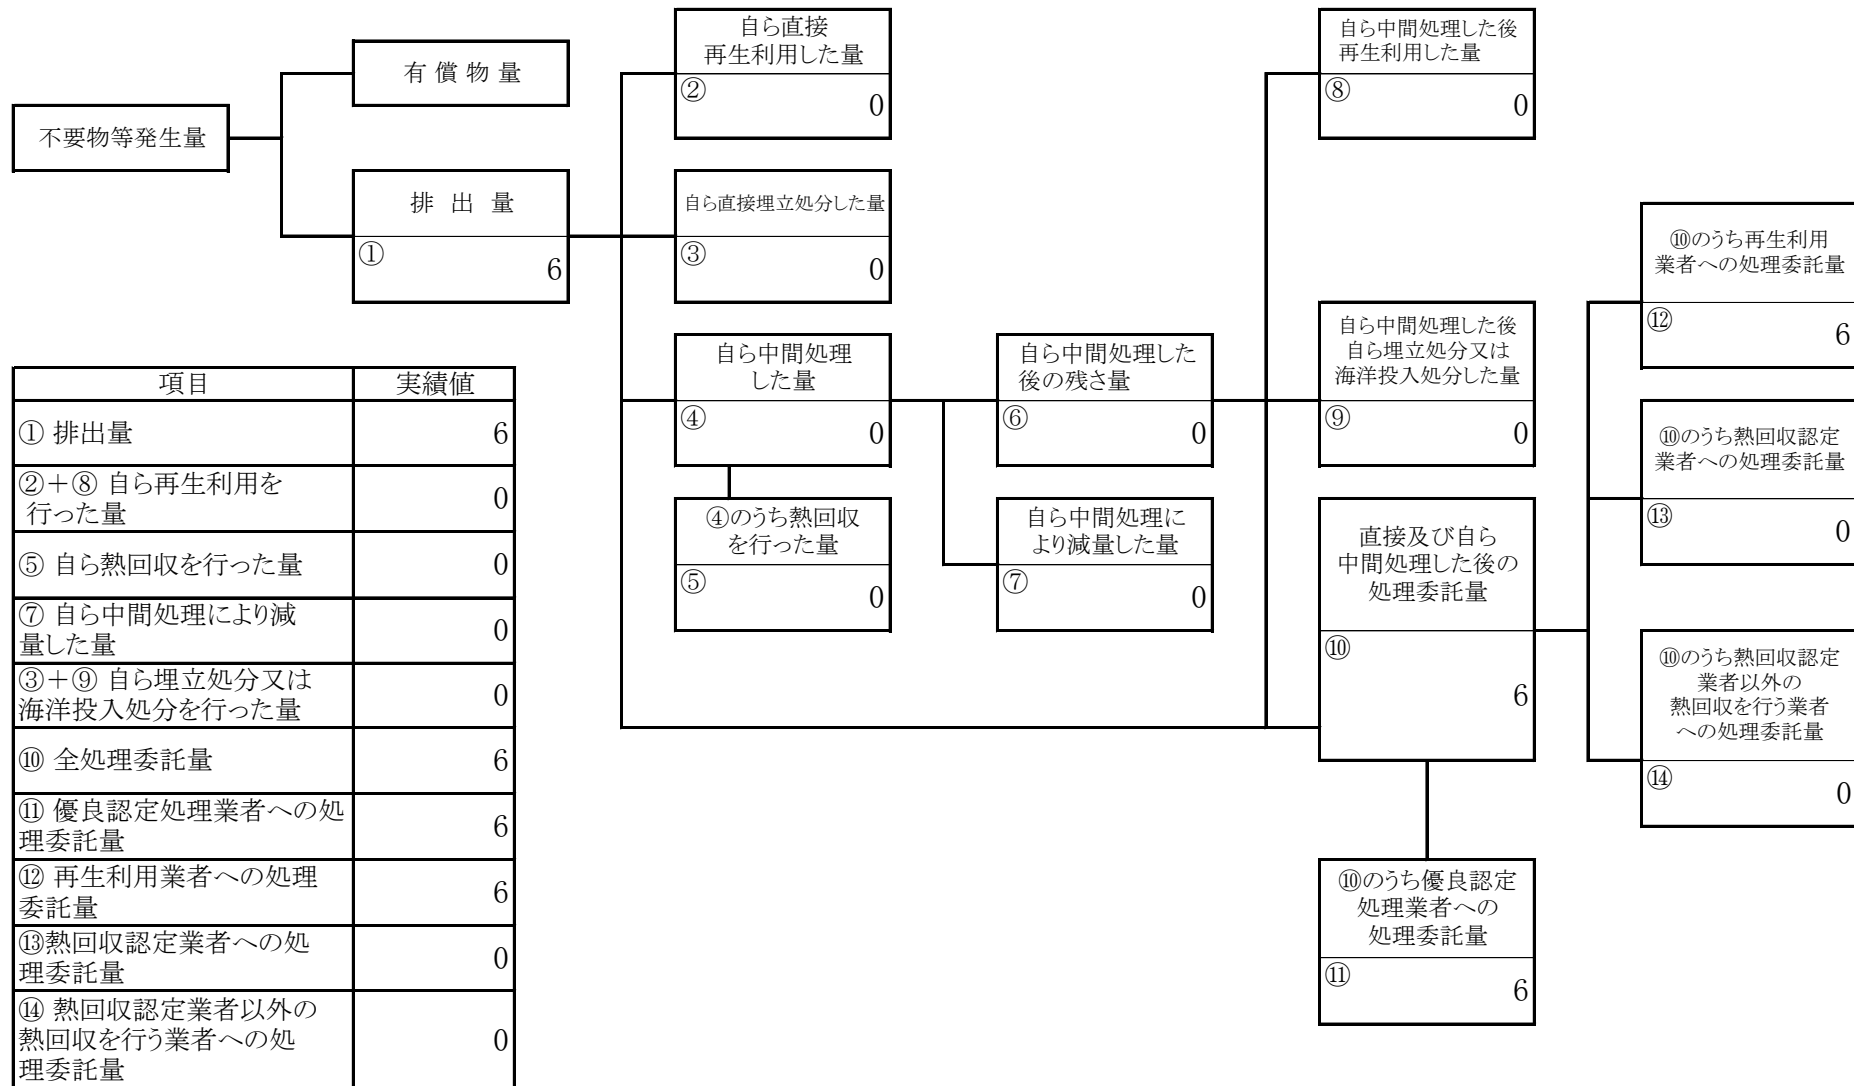 不要物等発生量
有償物量
排出量
①
6
自ら直接
再生利用した量
②
0
自ら直接埋立処分した量
③
0
自ら中間処理
した量
④
0
④のうち熱回収
を行った量
⑤
0
自ら中間処理した
後の残さ量
⑥
0
自ら中間処理に
より減量した量
⑦
0
自ら中間処理した後
再生利用した量
⑧
0
自ら中間処理した後
自ら埋立処分又は
海洋投入処分した量
⑨
0
直接及び自ら
中間処理した後の
処理委託量
⑩
6
⑩のうち優良認定
処理業者への
処理委託量
⑪
6
⑩のうち再生利用
業者への処理委託量
⑫
6
⑩のうち熱回収認定
業者への処理委託量
⑬
0
⑩のうち熱回収認定
業者以外の
熱回収を行う業者
への処理委託量
⑭
0
項目 実績値
① 排出量 6
②＋⑧ 自ら再生利用を
行った量 0
⑤ 自ら熱回収を行った量 0
⑦ 自ら中間処理により減
量した量 0
③＋⑨ 自ら埋立処分又は
海洋投入処分を行った量 0
⑩ 全処理委託量 6
⑪ 優良認定処理業者への処
理委託量 6
⑫ 再生利用業者への処理
委託量 6
⑬熱回収認定業者への処
理委託量 0
⑭ 熱回収認定業者以外の
熱回収を行う業者への処
理委託量 0